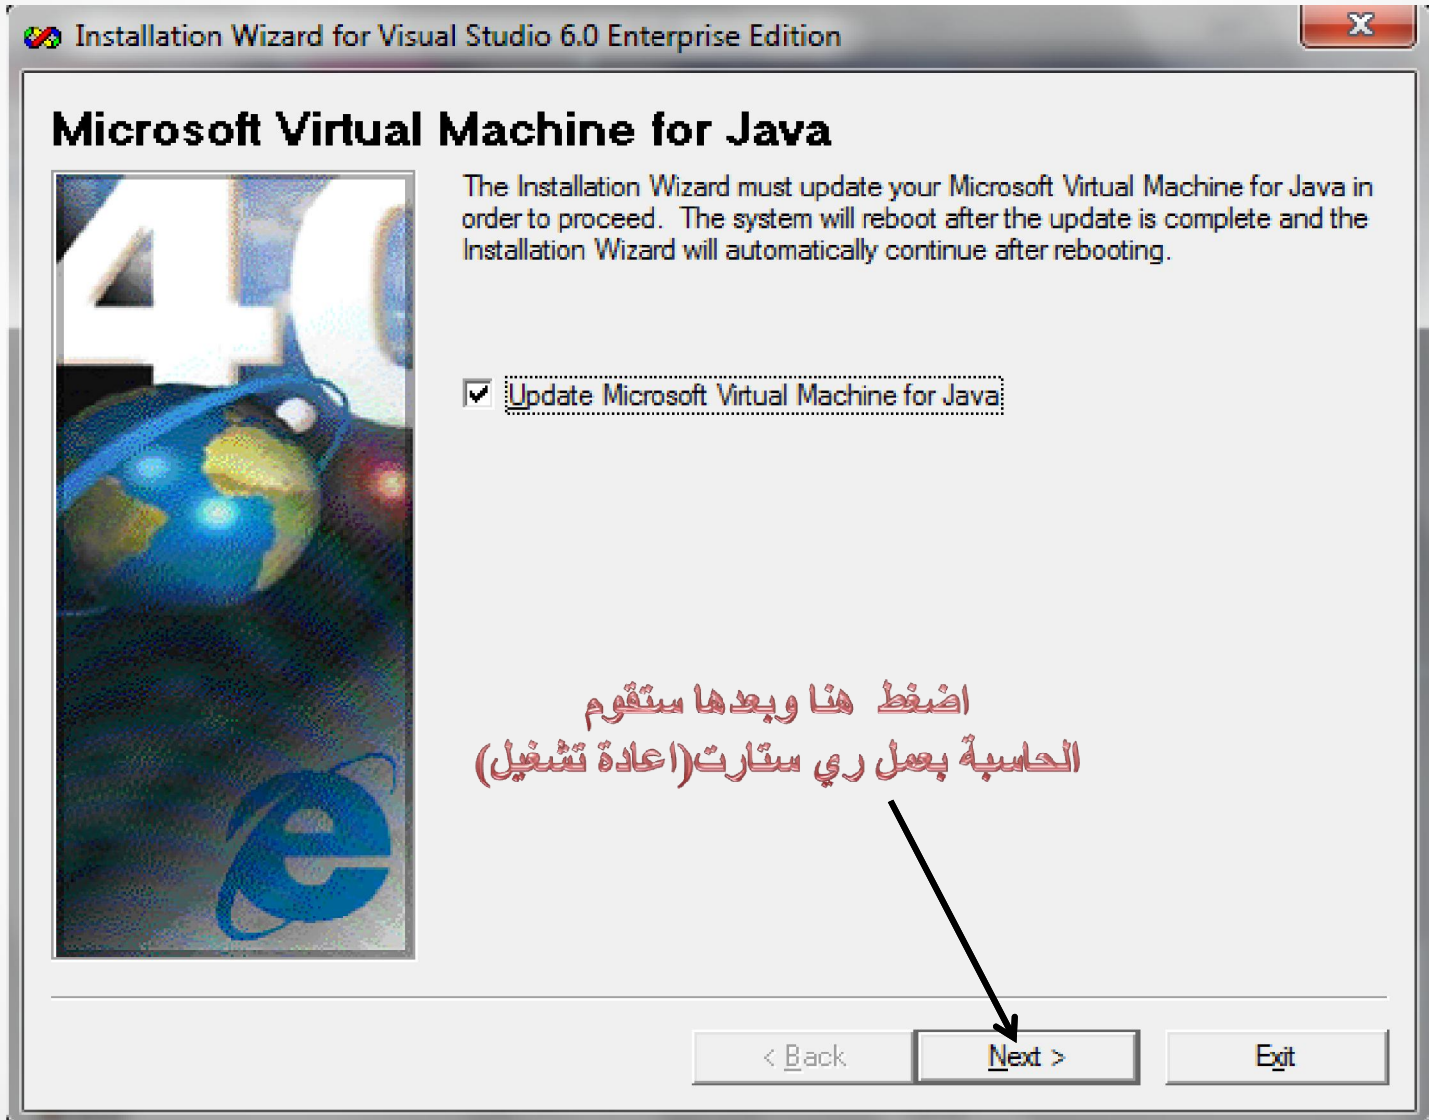 Installation Wizard for Visual Studio 6.0 Enterprise Edition
Microsoft Virtual Machine for Java
40
The Installation Wizard must update your Microsoft Virtual Machine for Java in
order to proceed. The system will reboot after the update is complete and the
Installation Wizard will automatically continue after rebooting.
Update Microsoft Virtual Machine for Java
اضغط هنا وبعدها ستقوم
الحاسبة بعمل ري ستارت(اعادة تشغيل)
< Back
Next >
Exit